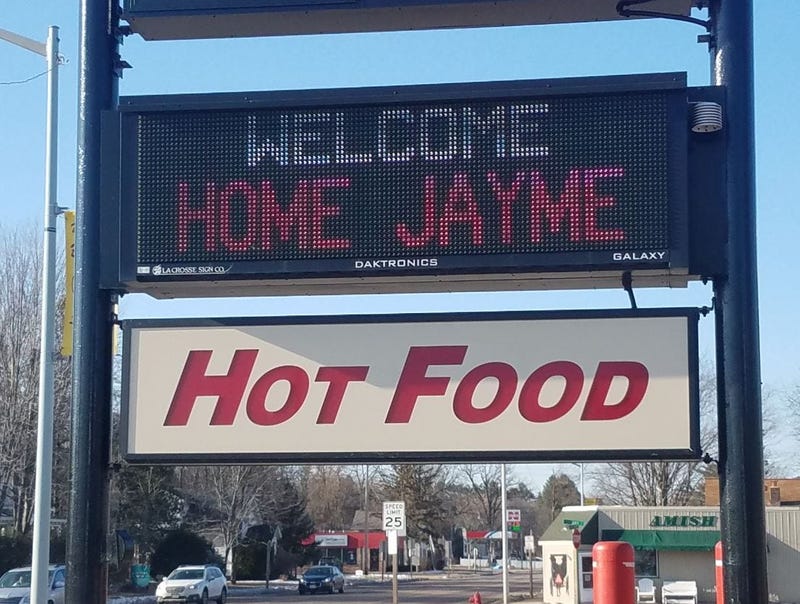 WELCOME
HOME JAYME
LA CROSSE SIGN CO.
DAKTRONICS
GALAXY
HOT FOOD
SPEED
LIMIT
25
AMISH